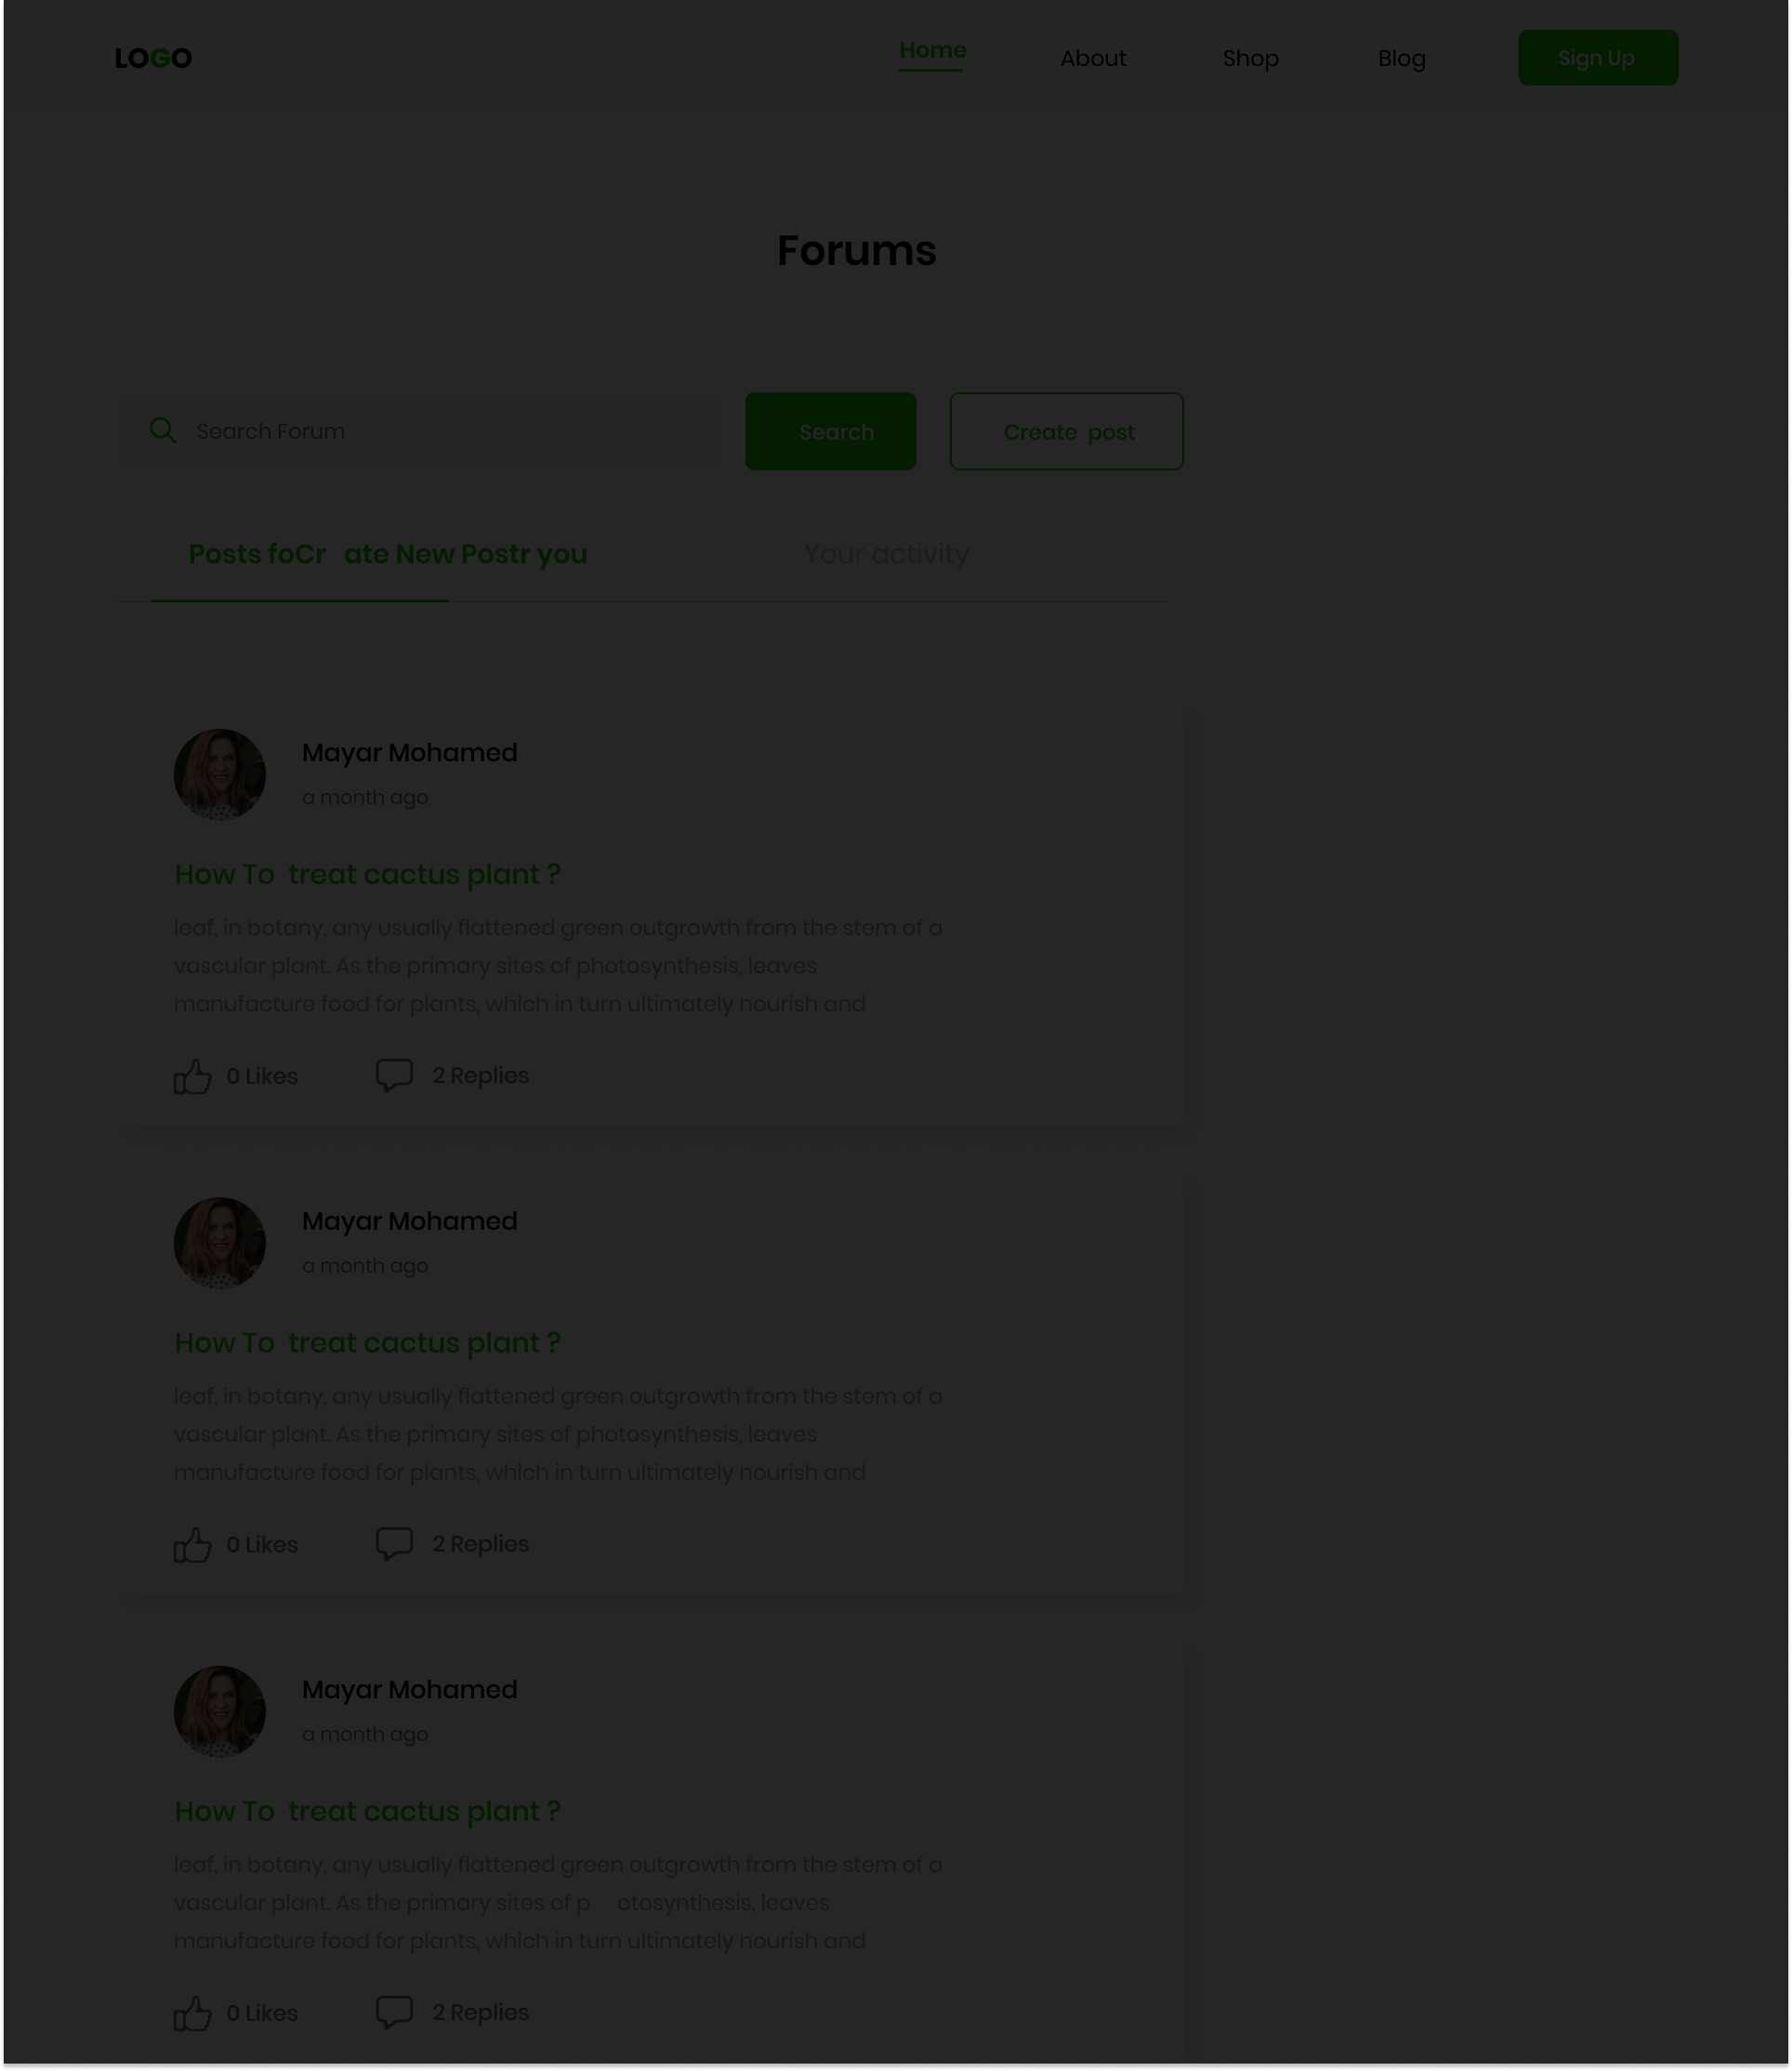 LOGO
Home
About
Shop
Blog
Sign Up
Forums
Search Forum
Search
Create post
Posts foCr ate New Postr you
Your activity
Mayar Mohamed
a month ago
How To treat cactus plant ?
leaf, in botany, any usually flattened green outgrowth from the stem of a
vascular plant. As the primary sites of photosynthesis, leaves
manufacture food for plants, which in turn ultimately nourish and
0 Likes
2 Replies
Mayar Mohamed
a month ago
How To treat cactus plant ?
leaf, in botany, any usually flattened green outgrowth from the stem of a
vascular plant. As the primary sites of photosynthesis, leaves
manufacture food for plants, which in turn ultimately nourish and
0 Likes
2 Replies
Mayar Mohamed
a month ago
How To treat cactus plant ?
leaf, in botany, any usually flattened green outgrowth from the stem of a
vascular plant. As the primary sites of p otosynthesis, leaves
manufacture food for plants, which in turn ultimately nourish and
0 Likes
2 Replies